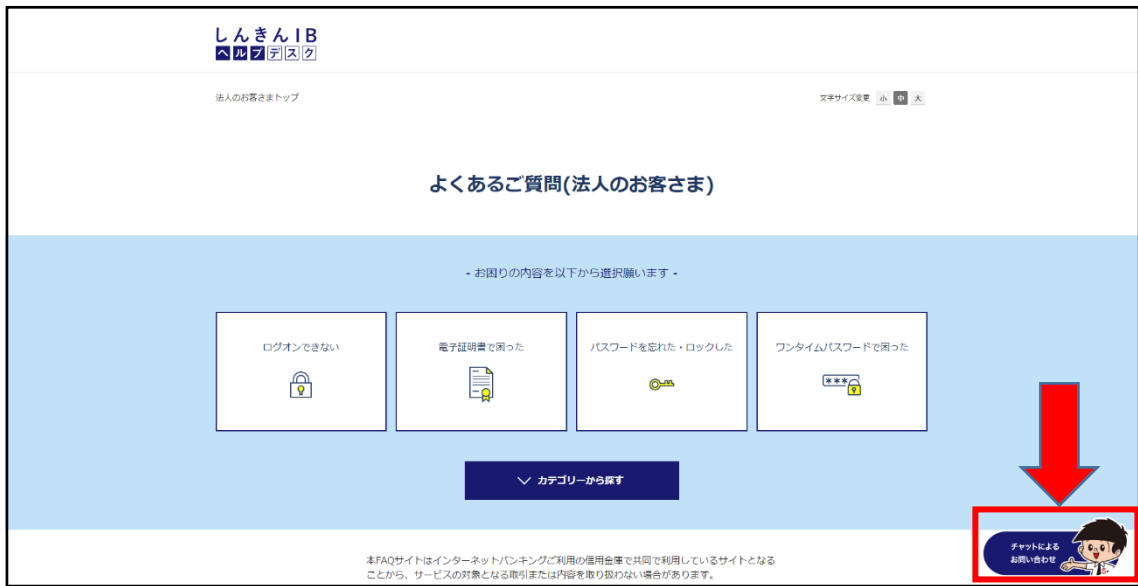 しんきんIB
ヘルプデスク
法人のお客さまトップ
文字サイズ変更 小 中 大
よくあるご質問(法人のお客さま)
- お困りの内容を以下から選択願います -
ログオンできない
電子証明書で困った
パスワードを忘れた・ロックした
ワンタイムパスワードで困った
***
カテゴリーから探す
チャットによる
お問い合わせ
本FAQサイトはインターネットバンキングご利用の信用金庫で共同で利用しているサイトとなる
ことから、サービスの対象となる取引または内容を取り扱わない場合があります。